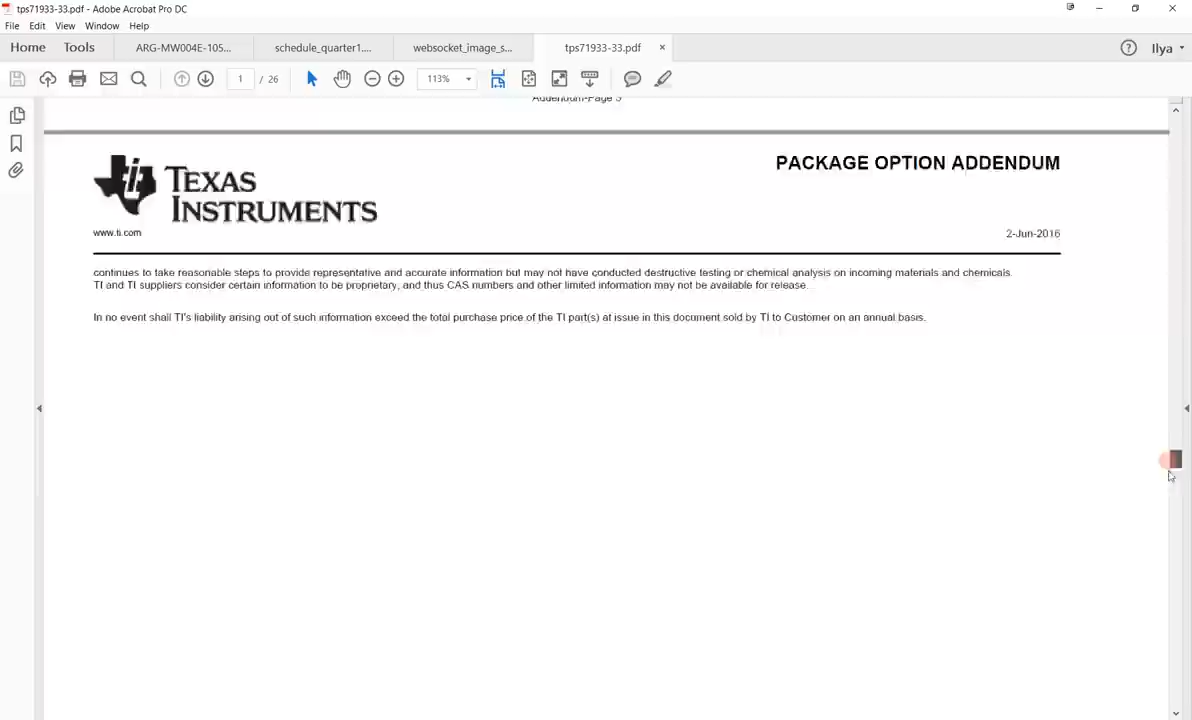 tps71933-33.pdf - Adobe Acrobat Pro DC
File Edit View Window Help
Home Tools ARG-MW004E-105... schedule_quarter1.... websocket_image_s... tps71933-33.pdf × ? Ilya
1 / 26 113%
Addendum-Page 3
TEXAS INSTRUMENTS
PACKAGE OPTION ADDENDUM
www.ti.com 2-Jun-2016
continues to take reasonable steps to provide representative and accurate information but may not have conducted destructive testing or chemical analysis on incoming materials and chemicals.
TI and TI suppliers consider certain information to be proprietary, and thus CAS numbers and other limited information may not be available for release.
In no event shall TI's liability arising out of such information exceed the total purchase price of the TI part(s) at issue in this document sold by TI to Customer on an annual basis.